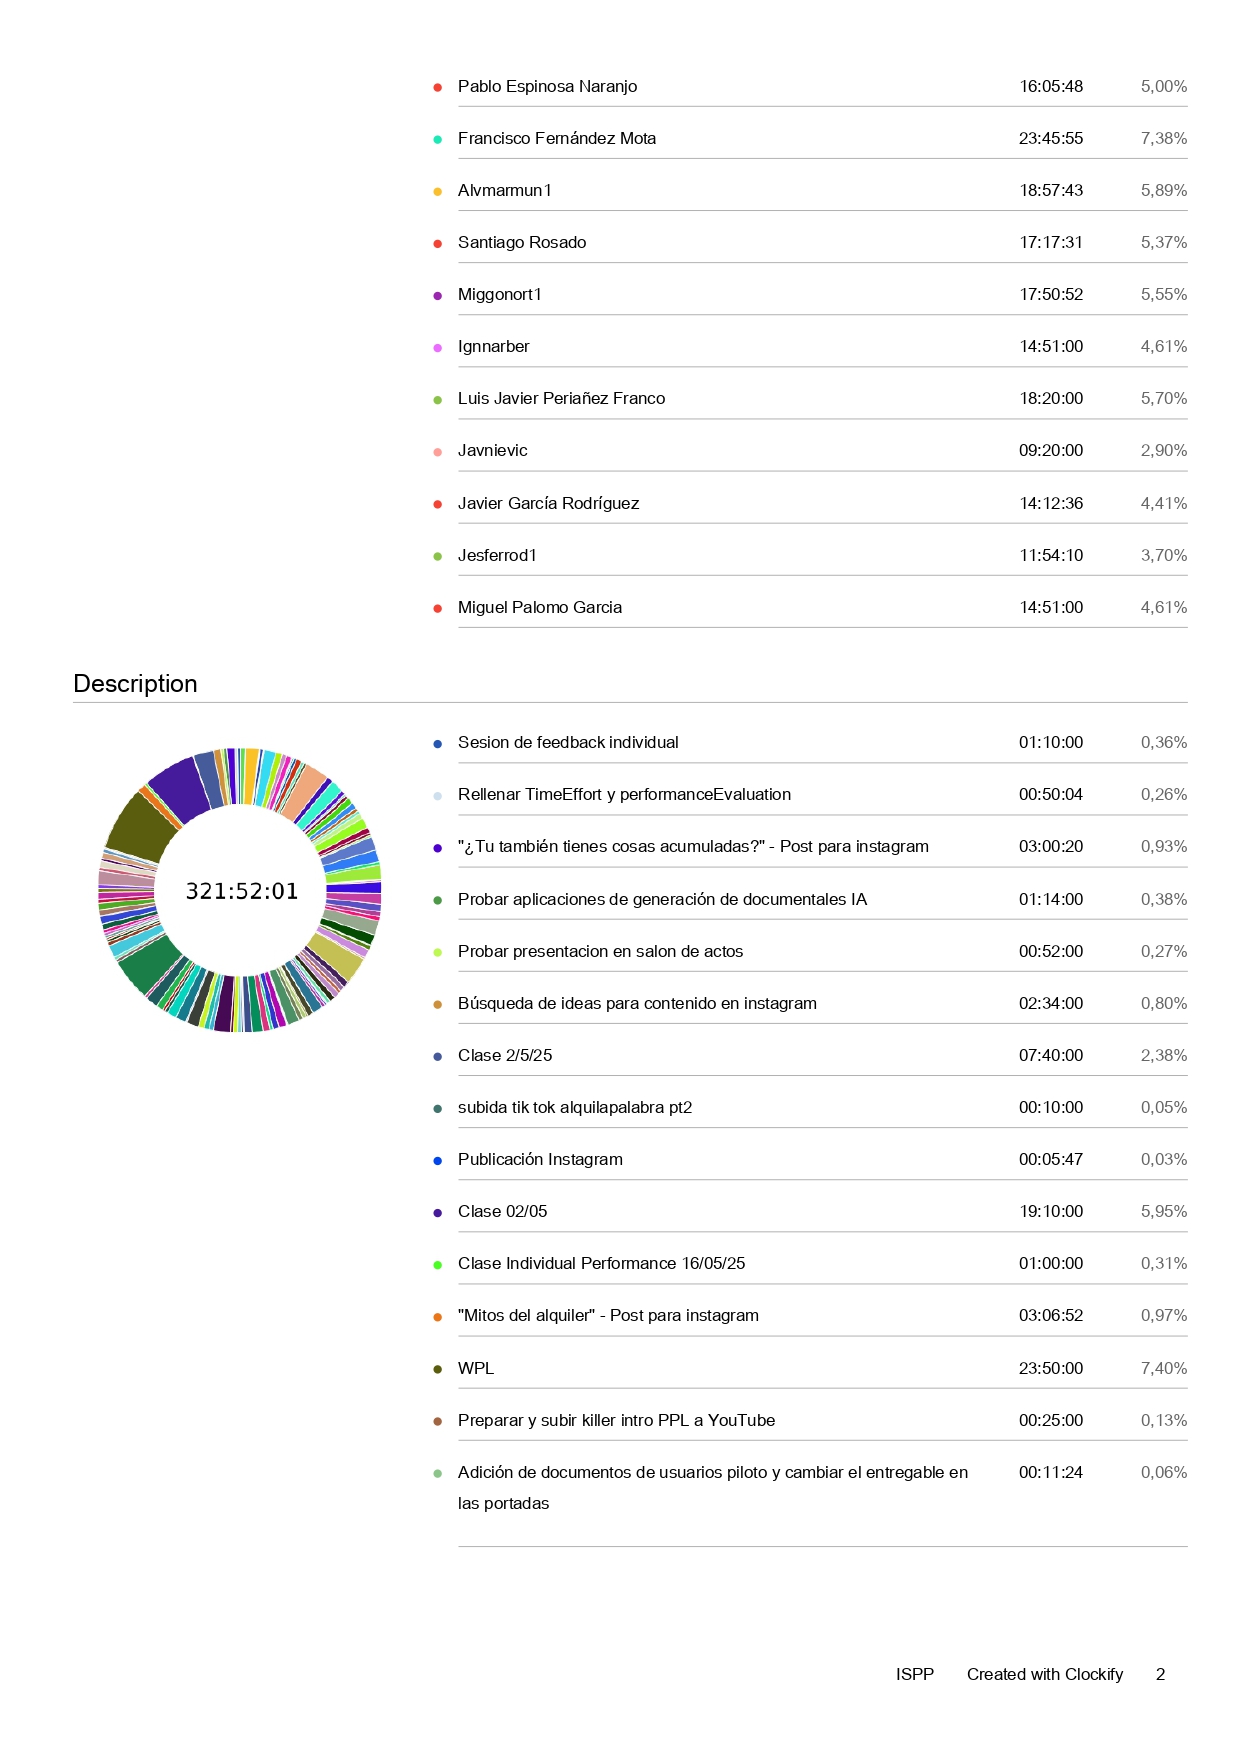 Pablo Espinosa Naranjo 16:05:48 5,00%
Francisco Fernández Mota 23:45:55 7,38%
Alvmarmun1 18:57:43 5,89%
Santiago Rosado 17:17:31 5,37%
Miggonort1 17:50:52 5,55%
Ignnarber 14:51:00 4,61%
Luis Javier Periañez Franco 18:20:00 5,70%
Javnievic 09:20:00 2,90%
Javier García Rodríguez 14:12:36 4,41%
Jesferrod1 11:54:10 3,70%
Miguel Palomo Garcia 14:51:00 4,61%
Description
321:52:01
Sesion de feedback individual 01:10:00 0,36%
Rellenar TimeEffort y performanceEvaluation 00:50:04 0,26%
"¿Tu también tienes cosas acumuladas?" - Post para instagram 03:00:20 0,93%
Probar aplicaciones de generación de documentales IA 01:14:00 0,38%
Probar presentacion en salon de actos 00:52:00 0,27%
Búsqueda de ideas para contenido en instagram 02:34:00 0,80%
Clase 2/5/25 07:40:00 2,38%
subida tik tok alquilapalabra pt2 00:10:00 0,05%
Publicación Instagram 00:05:47 0,03%
Clase 02/05 19:10:00 5,95%
Clase Individual Performance 16/05/25 01:00:00 0,31%
"Mitos del alquiler" - Post para instagram 03:06:52 0,97%
WPL 23:50:00 7,40%
Preparar y subir killer intro PPL a YouTube 00:25:00 0,13%
Adición de documentos de usuarios piloto y cambiar el entregable en 00:11:24 0,06%
las portadas
ISPP Created with Clockify 2